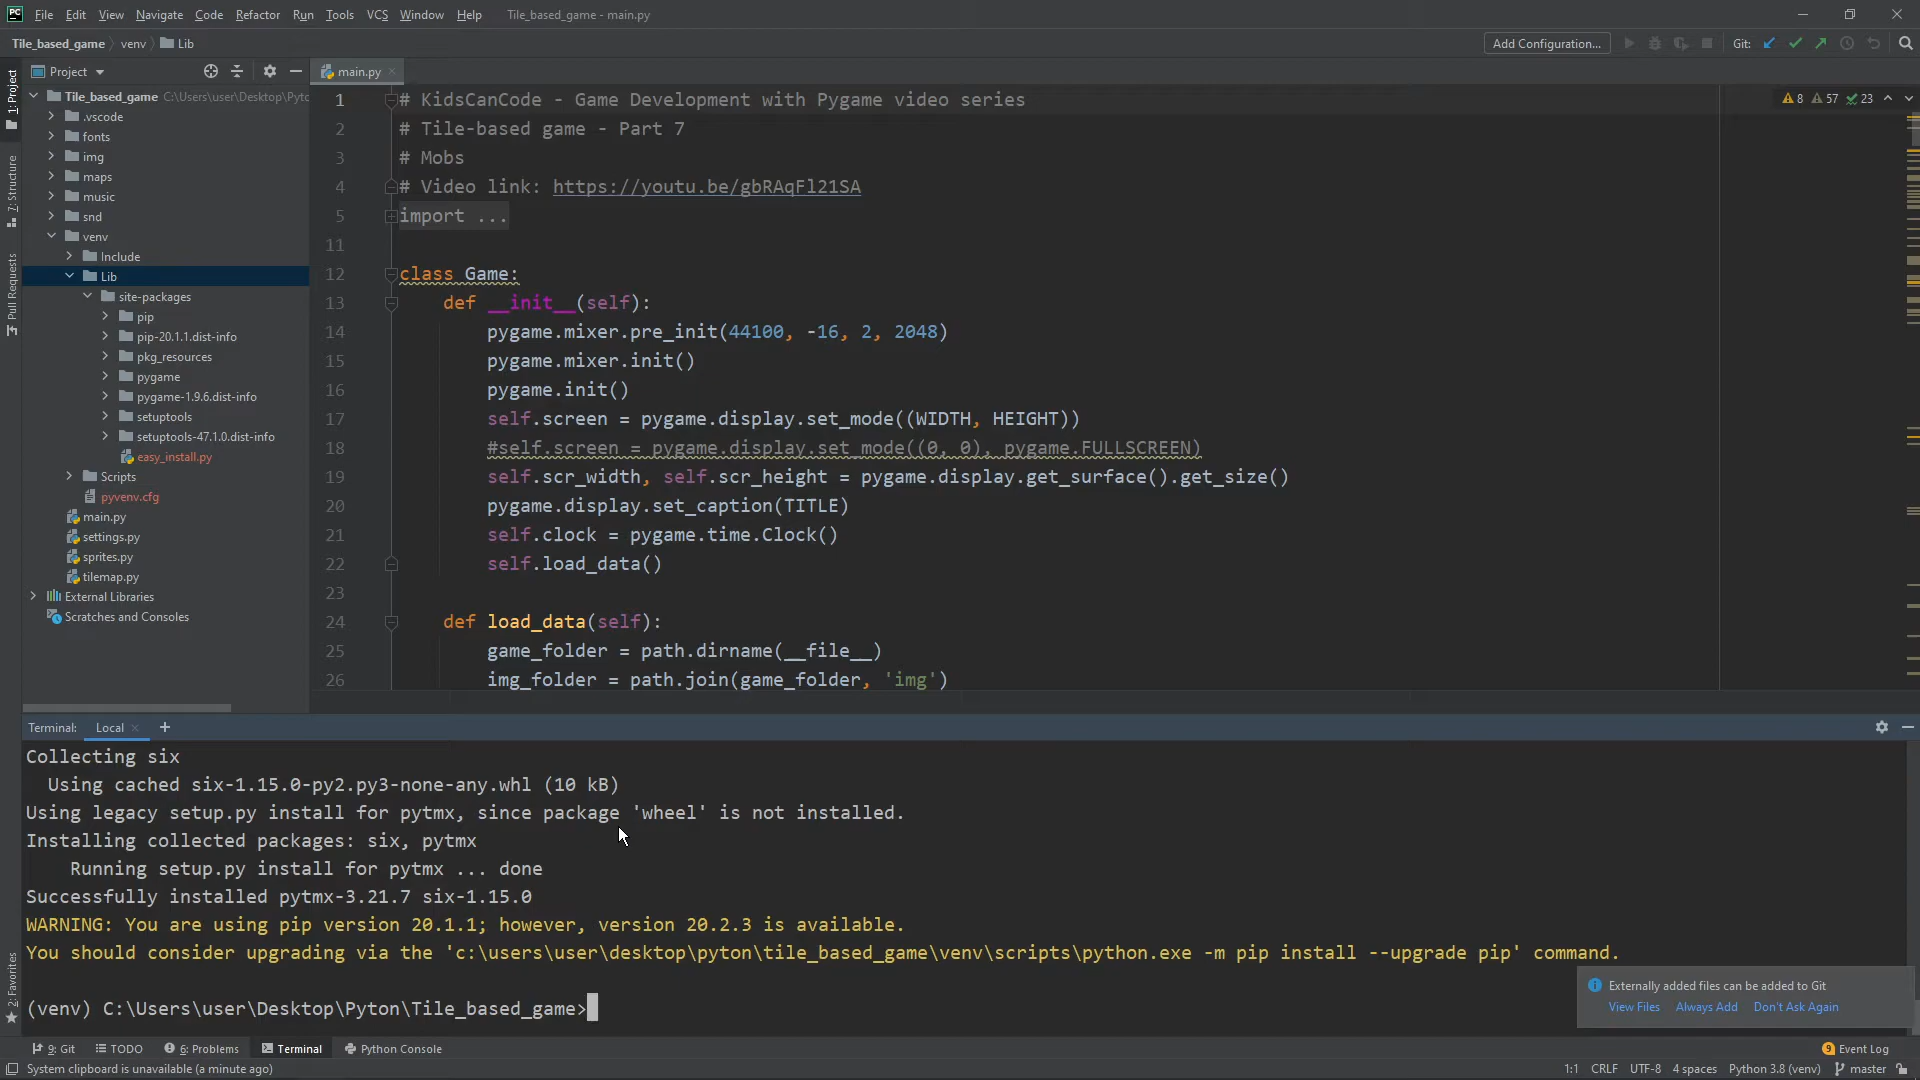 PC File Edit View Navigate Code Refactor Run Tools VCS Window Help Tile_based_game - main.py
Tile_based_game venv Lib Add Configuration... Git:
Project main.py
1: Project
7: Structure
Pull Requests
2: Favorites
Tile_based_game C:\Users\user\Desktop\Pyto
.vscode
fonts
img
maps
music
snd
venv
Include
Lib
site-packages
pip
pip-20.1.1.dist-info
pkg_resources
pygame
pygame-1.9.6.dist-info
setuptools
setuptools-47.1.0.dist-info
easy_install.py
Scripts
pyvenv.cfg
main.py
settings.py
sprites.py
tilemap.py
External Libraries
Scratches and Consoles
8 57 23
1 # KidsCanCode - Game Development with Pygame video series
2 # Tile-based game - Part 7
3 # Mobs
4 # Video link: https://youtu.be/gbRAqFl21SA
5 import ...
11
12 class Game:
13 def __init__(self):
14 pygame.mixer.pre_init(44100, -16, 2, 2048)
15 pygame.mixer.init()
16 pygame.init()
17 self.screen = pygame.display.set_mode((WIDTH, HEIGHT))
18 #self.screen = pygame.display.set_mode((0, 0), pygame.FULLSCREEN)
19 self.scr_width, self.scr_height = pygame.display.get_surface().get_size()
20 pygame.display.set_caption(TITLE)
21 self.clock = pygame.time.Clock()
22 self.load_data()
23
24 def load_data(self):
25 game_folder = path.dirname(__file__)
26 img_folder = path.join(game_folder, 'img')
Terminal: Local +
Collecting six
Using cached six-1.15.0-py2.py3-none-any.whl (10 kB)
Using legacy setup.py install for pytmx, since package 'wheel' is not installed.
Installing collected packages: six, pytmx
Running setup.py install for pytmx ... done
Successfully installed pytmx-3.21.7 six-1.15.0
WARNING: You are using pip version 20.1.1; however, version 20.2.3 is available.
You should consider upgrading via the 'c:\users\user\desktop\pyton\tile_based_game\venv\scripts\python.exe -m pip install --upgrade pip' command.
(venv) C:\Users\user\Desktop\Pyton\Tile_based_game>
Externally added files can be added to Git
View Files Always Add Don't Ask Again
9: Git TODO 6: Problems Terminal Python Console 9 Event Log
System clipboard is unavailable (a minute ago) 1:1 CRLF UTF-8 4 spaces Python 3.8 (venv) master